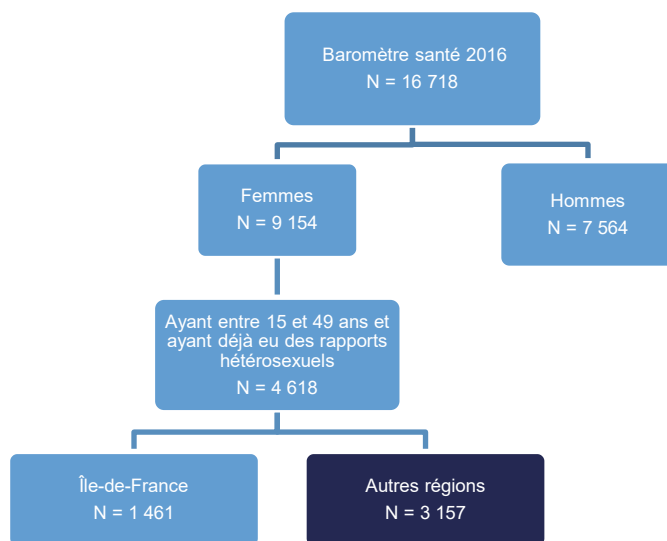 Baromètre santé 2016
N = 16 718
Femmes
N = 9 154
Hommes
N = 7 564
Ayant entre 15 et 49 ans et
ayant déjà eu des rapports
hétérosexuels
N = 4 618
Île-de-France
N = 1 461
Autres régions
N = 3 157